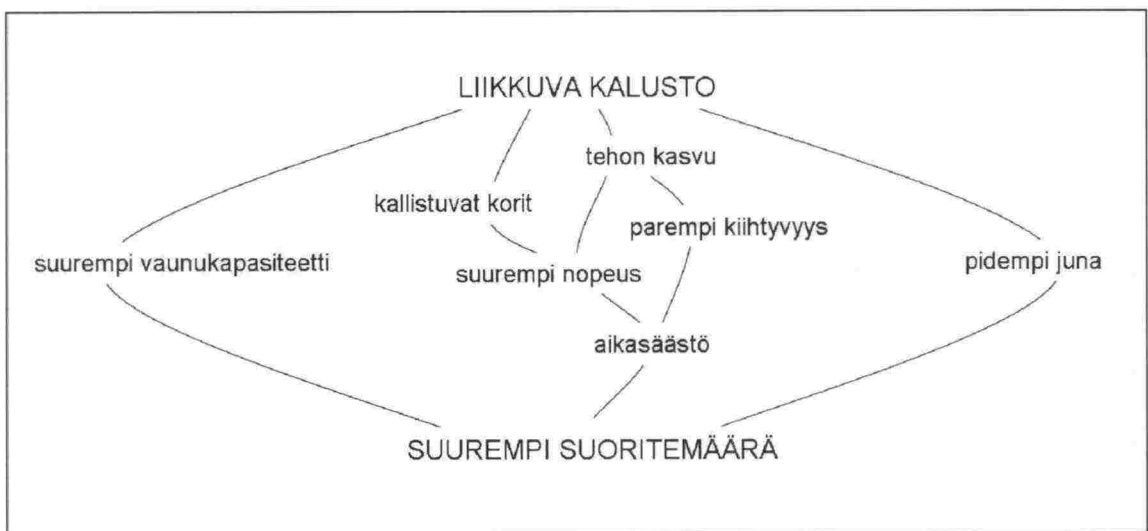 LIIKKUVA KALUSTO
tehon kasvu
kallistuvat korit
parempi kiihtyvyys
suurempi vaunukapasiteetti
suurempi nopeus
pidempi juna
aikasäästö
SUUREMPI SUORITEMÄÄRÄ